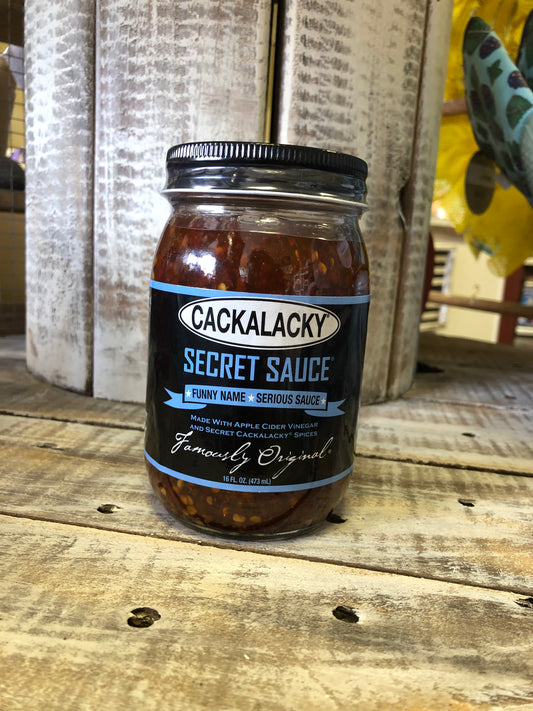 CACKALACKY®
SECRET SAUCE®
★ FUNNY NAME ★ SERIOUS SAUCE ★
MADE WITH APPLE CIDER VINEGAR
AND SECRET CACKALACKY® SPICES
Famously Original®
16 FL. OZ. (473 mL)